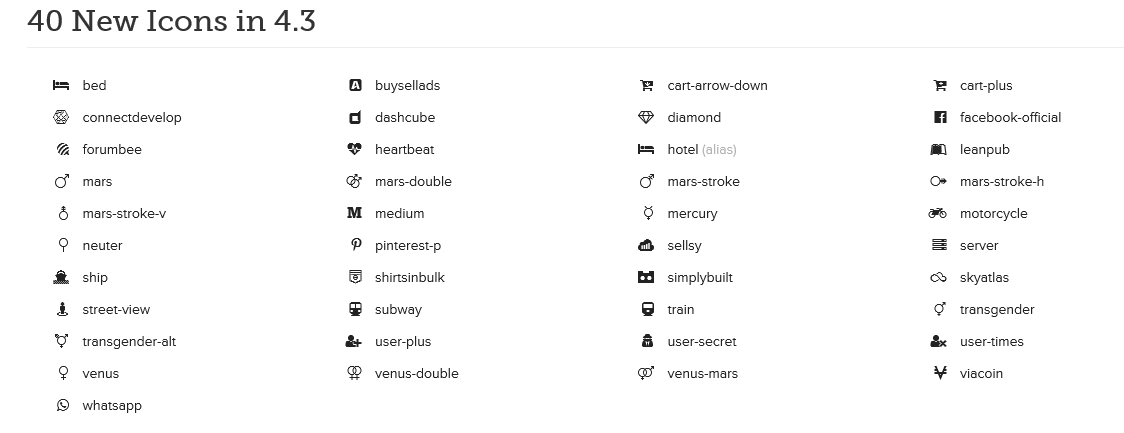 40 New Icons in 4.3
bed buysellads cart-arrow-down cart-plus
connectdevelop dashcube diamond facebook-official
forumbee heartbeat hotel (alias) leanpub
mars mars-double mars-stroke mars-stroke-h
mars-stroke-v medium mercury motorcycle
neuter pinterest-p sellsy server
ship shirtsinbulk simplybuilt skyatlas
street-view subway train transgender
transgender-alt user-plus user-secret user-times
venus venus-double venus-mars viacoin
whatsapp